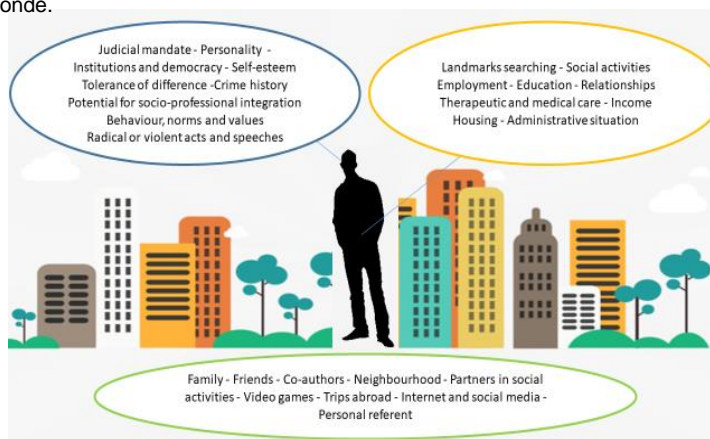 onde.
Judicial mandate - Personality -
Institutions and democracy - Self-esteem
Tolerance of difference -Crime history
Potential for socio-professional integration
Behaviour, norms and values
Radical or violent acts and speeches
Landmarks searching - Social activities
Employment - Education - Relationships
Therapeutic and medical care - Income
Housing - Administrative situation
Family - Friends - Co-authors - Neighbourhood - Partners in social
activities - Video games - Trips abroad - Internet and social media -
Personal referent